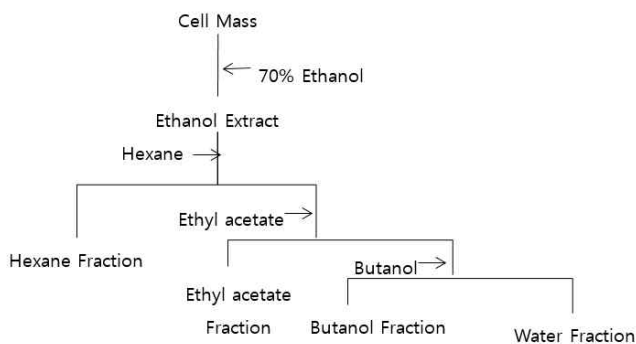 Cell Mass
70% Ethanol
Ethanol Extract
Hexane
Ethyl acetate
Hexane Fraction
Butanol
Ethyl acetate
Fraction
Butanol Fraction
Water Fraction